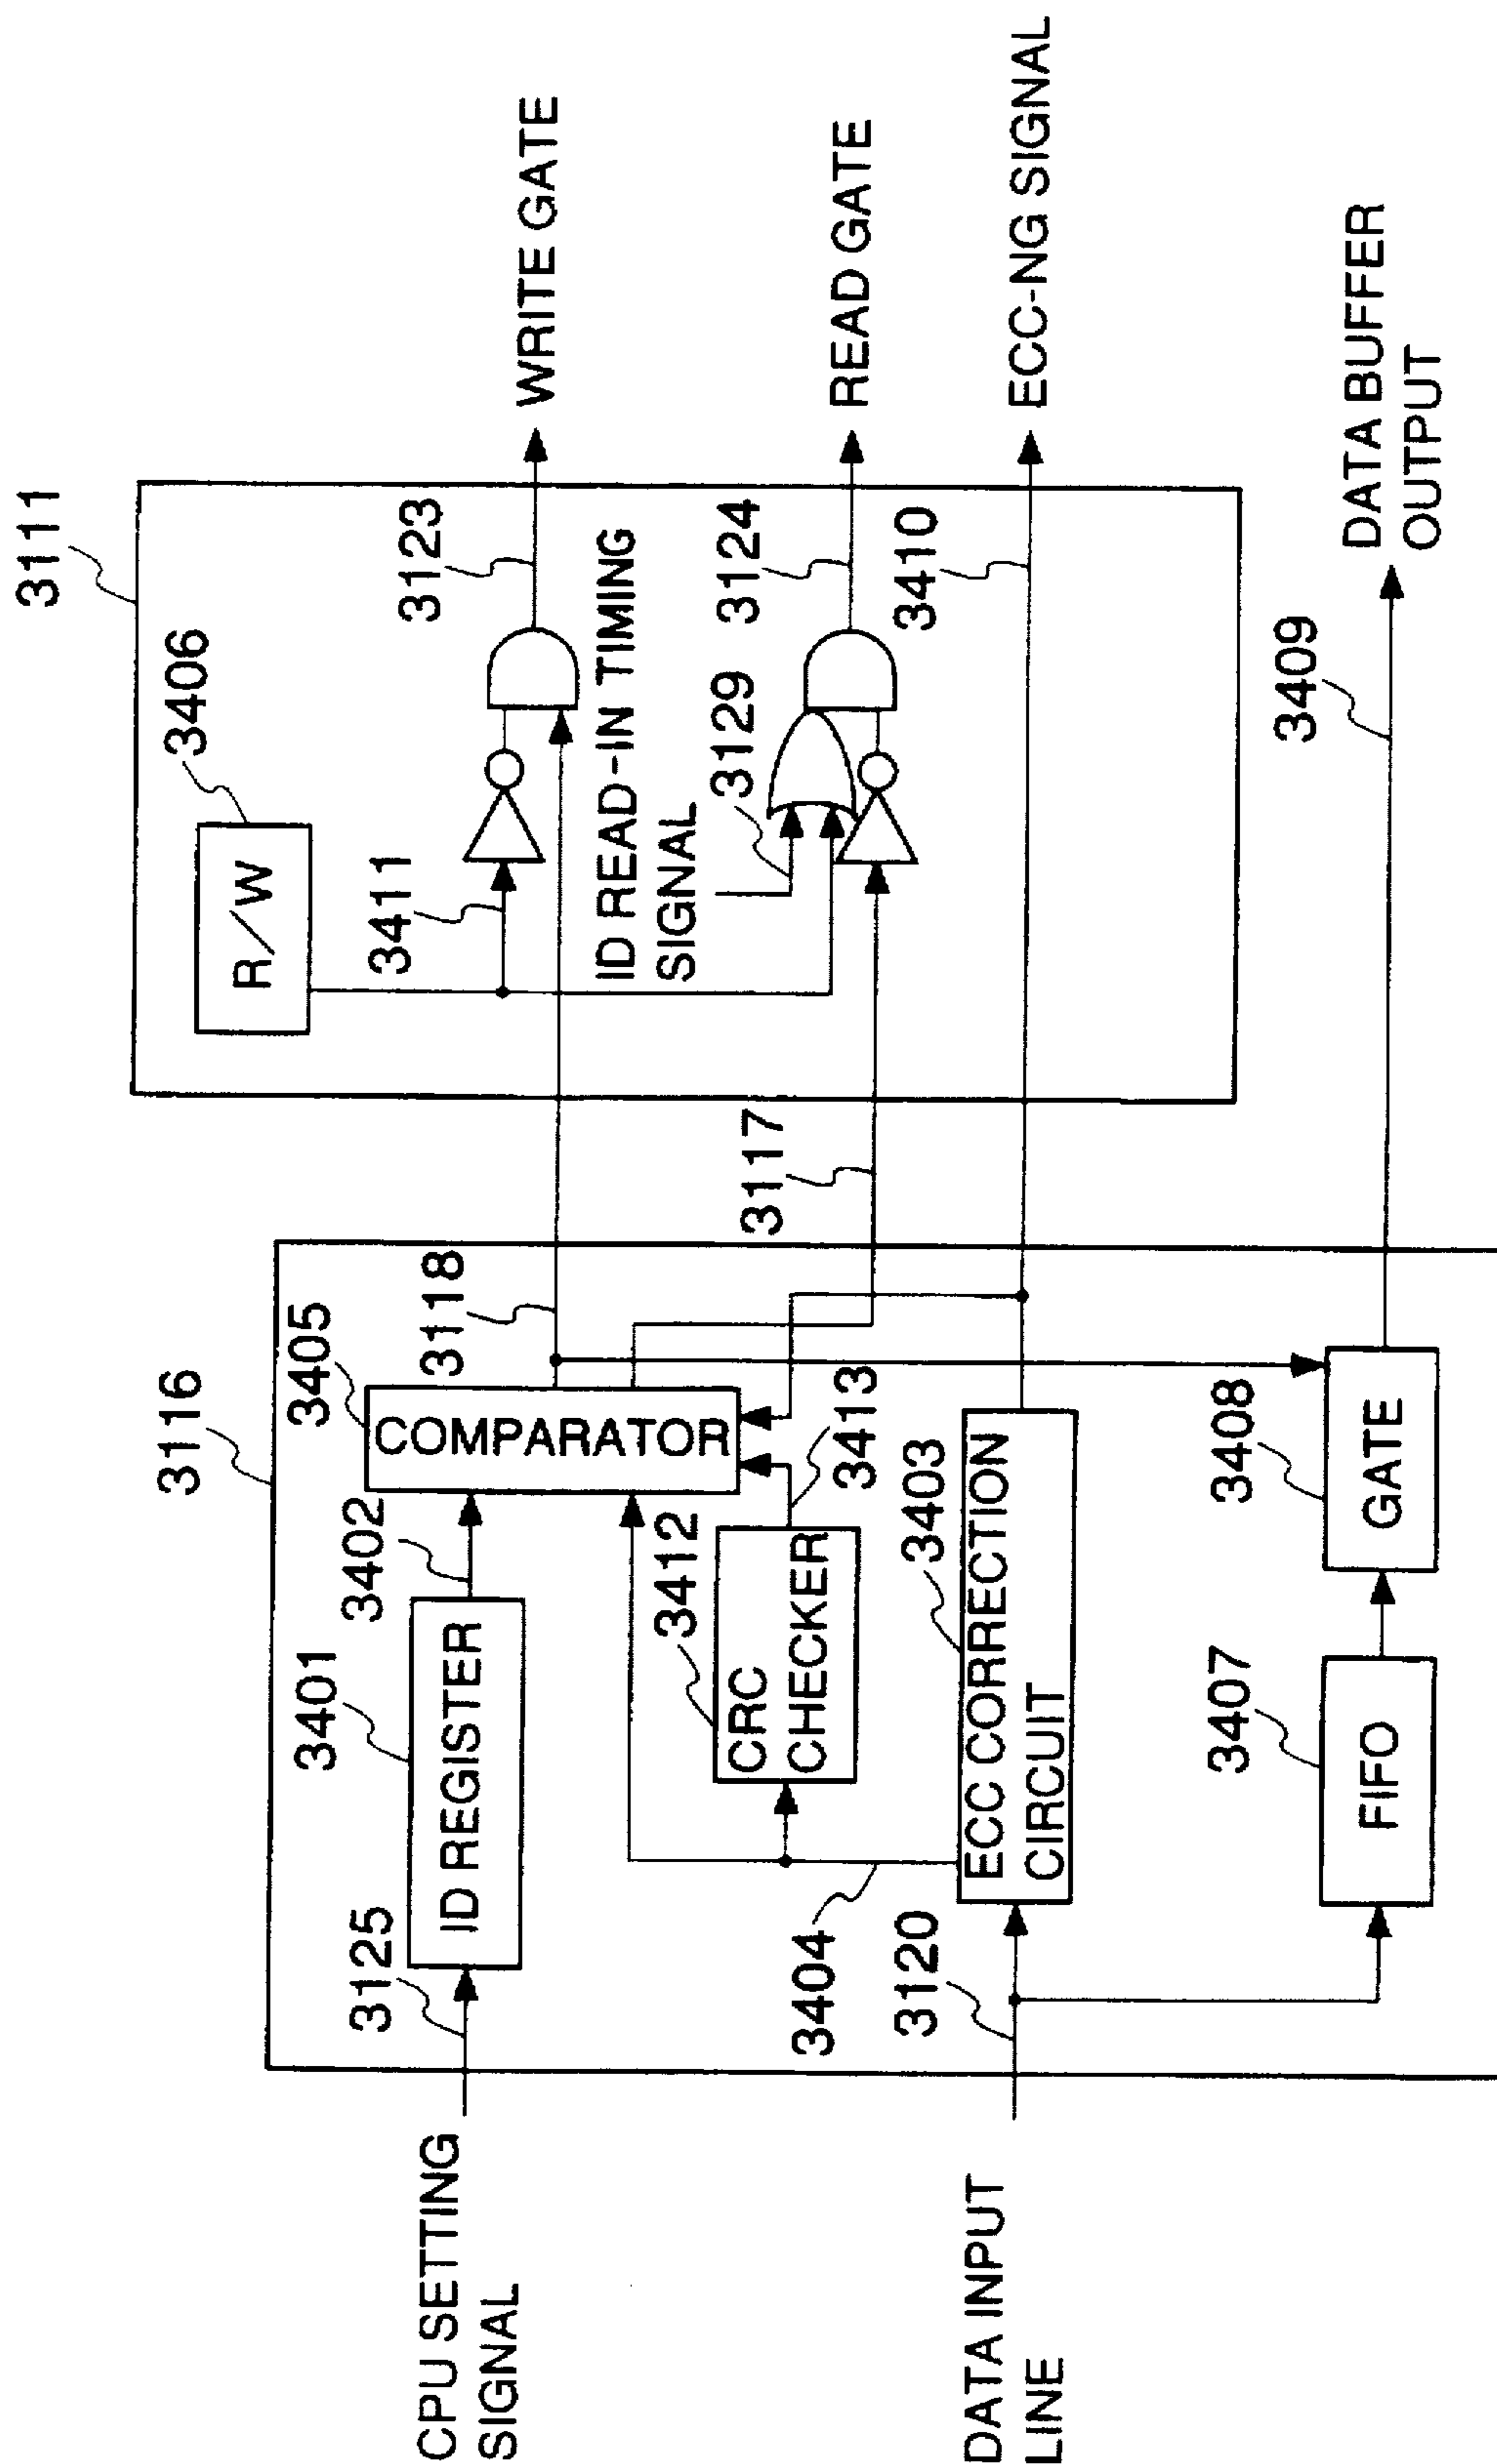 3111
3406
R/W
3411
3123
WRITE GATE
ID READ-IN TIMING
SIGNAL
3129
3124
READ GATE
3410
ECC-NG SIGNAL
3116
3405
COMPARATOR
3118
3117
3402
3401
ID REGISTER
3125
CPU SETTING
SIGNAL
3413
3412
CRC
CHECKER
3403
ECC CORRECTION
CIRCUIT
3404
3120
DATA INPUT
LINE
3407
FIFO
3408
GATE
3409
DATA BUFFER
OUTPUT